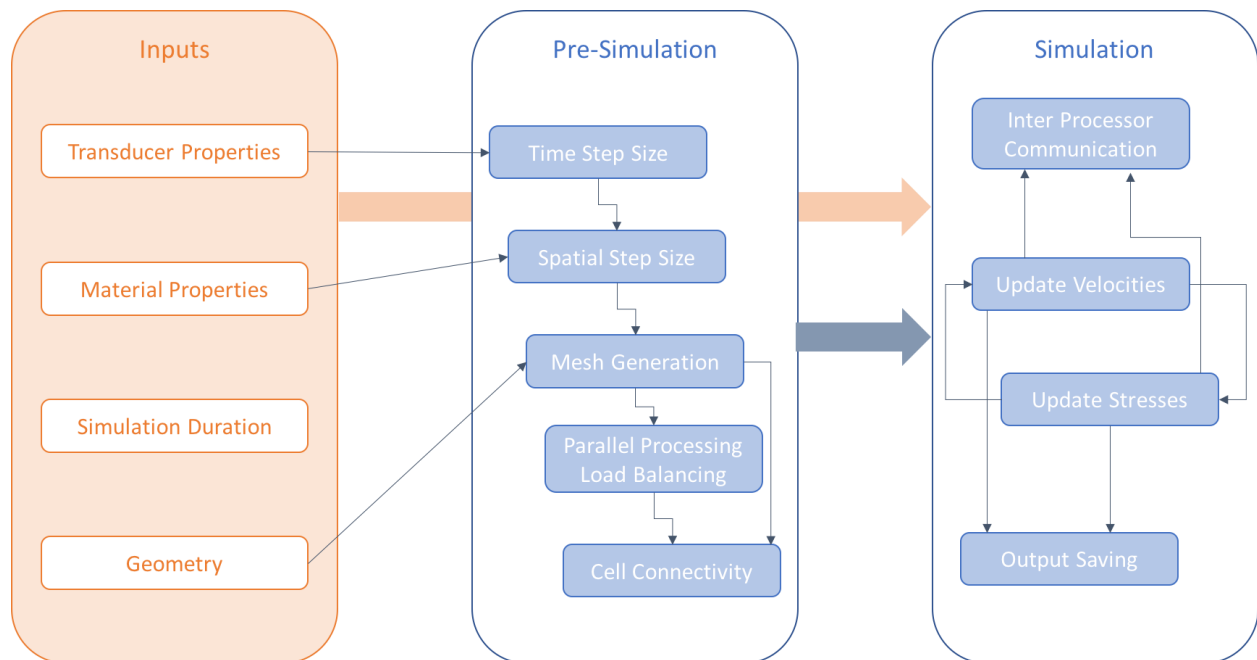 Inputs
Transducer Properties
Material Properties
Simulation Duration
Geometry
Pre-Simulation
Time Step Size
Spatial Step Size
Mesh Generation
Parallel Processing
Load Balancing
Cell Connectivity
Simulation
Inter Processor
Communication
Update Velocities
Update Stresses
Output Saving